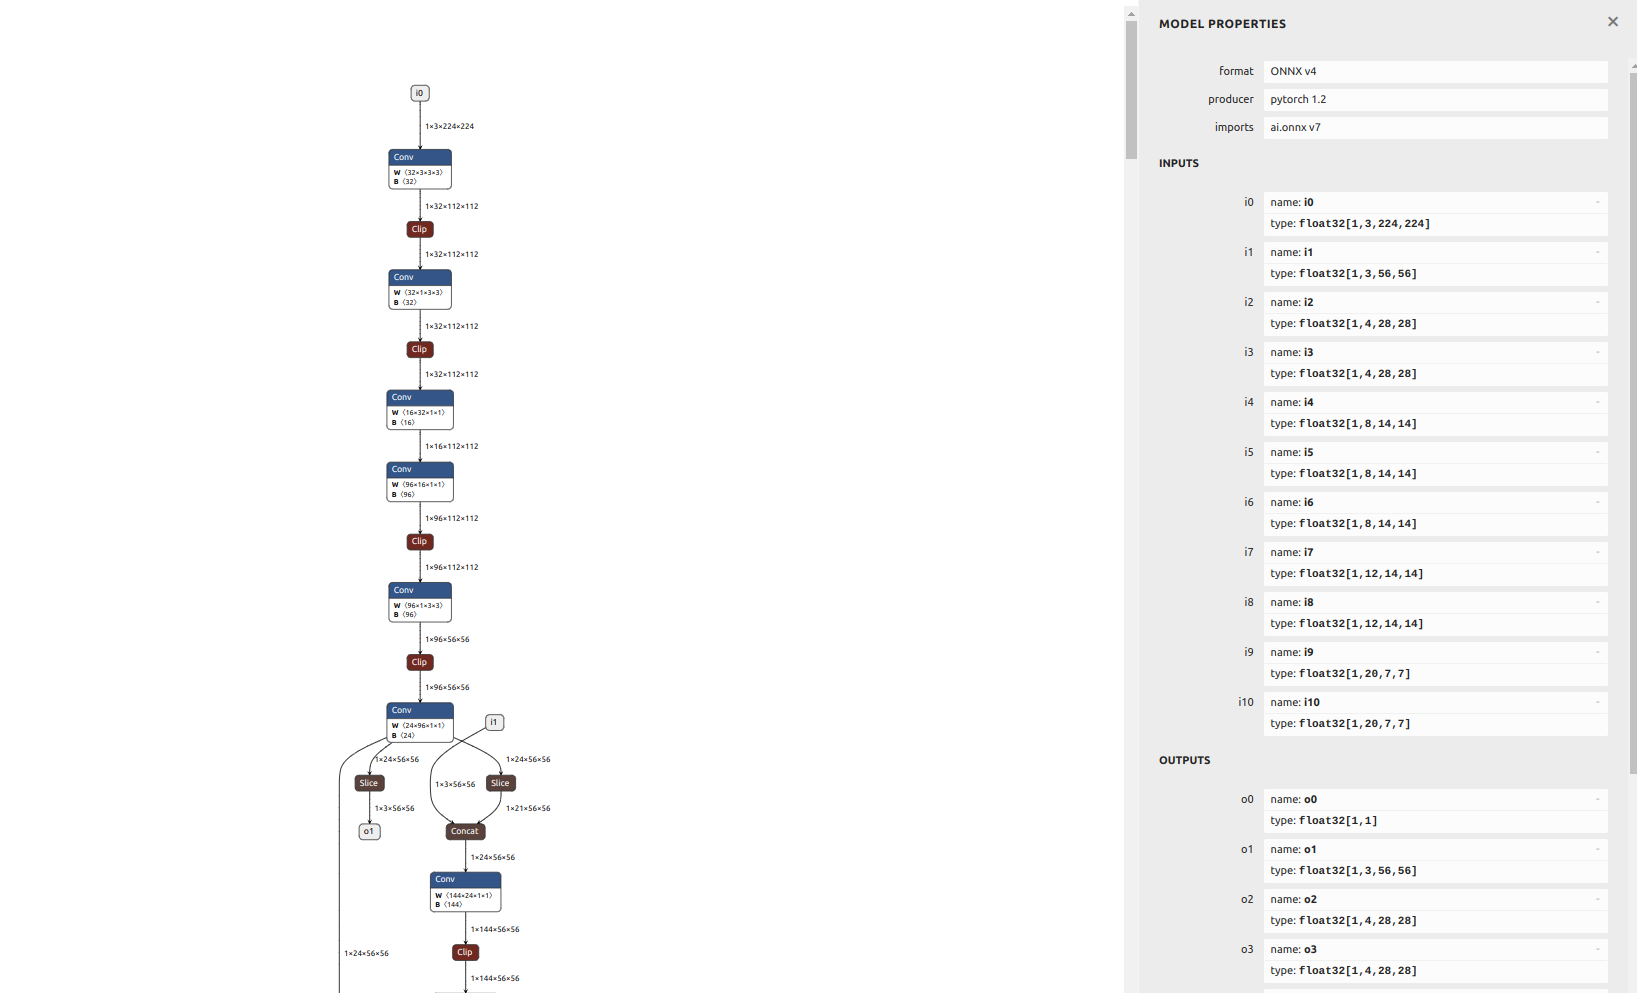 i0
1×3×224×224
Conv
W ⟨32×3×3×3⟩
B ⟨32⟩
1×32×112×112
Clip
1×32×112×112
Conv
W ⟨32×1×3×3⟩
B ⟨32⟩
1×32×112×112
Clip
1×32×112×112
Conv
W ⟨16×32×1×1⟩
B ⟨16⟩
1×16×112×112
Conv
W ⟨96×16×1×1⟩
B ⟨96⟩
1×96×112×112
Clip
1×96×112×112
Conv
W ⟨96×1×3×3⟩
B ⟨96⟩
1×96×56×56
Clip
1×96×56×56
Conv
W ⟨24×96×1×1⟩
B ⟨24⟩
i1
1×24×56×56
1×24×56×56
Slice
1×3×56×56
Slice
1×3×56×56
1×21×56×56
o1
Concat
1×24×56×56
Conv
W ⟨144×24×1×1⟩
B ⟨144⟩
1×144×56×56
1×24×56×56
Clip
1×144×56×56
MODEL PROPERTIES ×
format ONNX v4
producer pytorch 1.2
imports ai.onnx v7
INPUTS
i0 name: i0 -
type: float32[1,3,224,224]
i1 name: i1 -
type: float32[1,3,56,56]
i2 name: i2 -
type: float32[1,4,28,28]
i3 name: i3 -
type: float32[1,4,28,28]
i4 name: i4 -
type: float32[1,8,14,14]
i5 name: i5 -
type: float32[1,8,14,14]
i6 name: i6 -
type: float32[1,8,14,14]
i7 name: i7 -
type: float32[1,12,14,14]
i8 name: i8 -
type: float32[1,12,14,14]
i9 name: i9 -
type: float32[1,20,7,7]
i10 name: i10 -
type: float32[1,20,7,7]
OUTPUTS
o0 name: o0 -
type: float32[1,1]
o1 name: o1 -
type: float32[1,3,56,56]
o2 name: o2 -
type: float32[1,4,28,28]
o3 name: o3 -
type: float32[1,4,28,28]